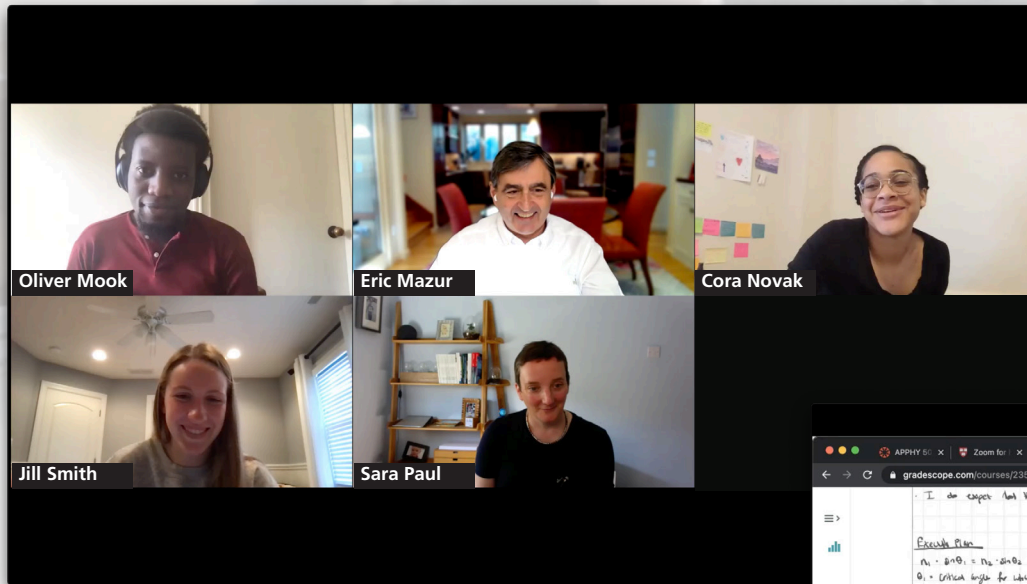 Oliver Mook
Eric Mazur
Cora Novak
Jill Smith
Sara Paul
APPHY 50
Zoom for
gradescope.com/courses/235
I do expect
Execute Plan
n₁ · sinθ₁ = n₂ · sinθ₂
θ₁ = critical angle for